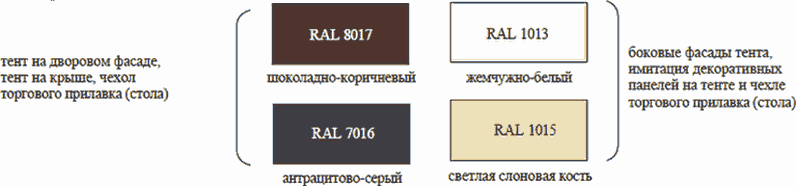 тент на дворовом фасаде,
тент на крыше, чехол
торгового прилавка (стола)
RAL 8017
шоколадно-коричневый
RAL 7016
антрацитово-серый
RAL 1013
жемчужно-белый
RAL 1015
светлая слоновая кость
боковые фасады тента,
имитация декоративных
панелей на тенте и чехле
торгового прилавка (стола)